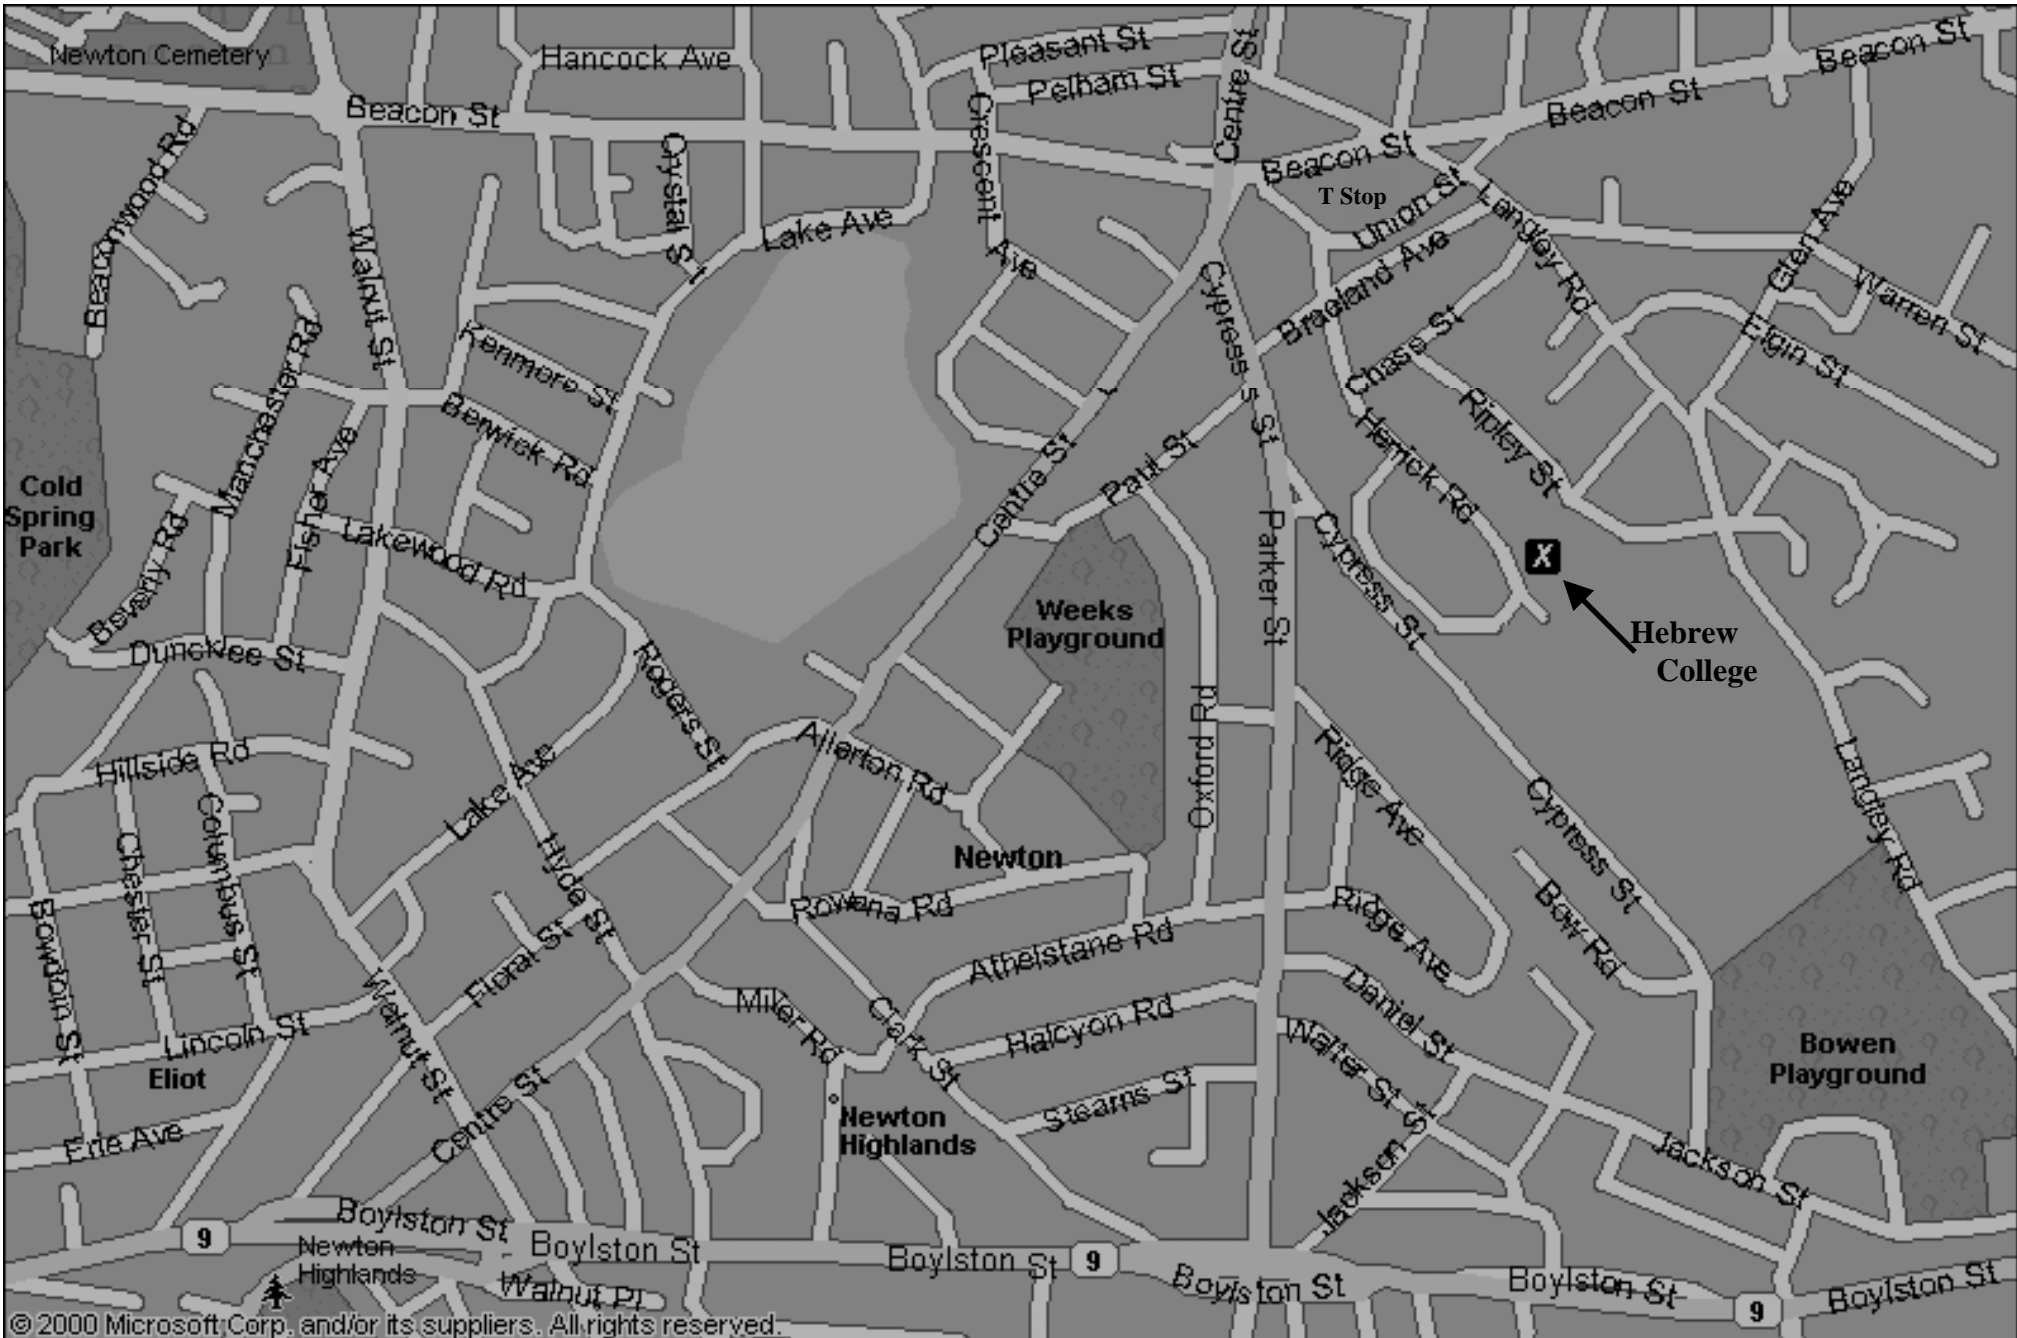 Newton Cemetery
Hancock Ave
Pleasant St
Pelham St
Centre St
Beacon St
Beacon St
Beacon St
Beacon St
Beaconwood Rd
Crystal St
Crescent
Ave
T Stop
Union St
Langley Rd
Glen Ave
Warren St
Lake Ave
Walnut St
Cypress St
Braeland Ave
Chase St
Elgin St
Manchester Rd
Kenmore St
Berwick Rd
Herrick Rd
Ripley St
Fisher Ave
Paul St
Centre St
Cold
Spring
Park
Beverly Rd
Lakewood Rd
Parker St
Cypress St
X
Hebrew
College
Weeks
Playground
Duncklee St
Rogers St
Oxford Rd
Hillside Rd
Lake Ave
Allerton Rd
Ridge Ave
Langley Rd
Cypress St
Columbus St
Chester St
Hyde St
Newton
Rowena Rd
Ridge Ave
Bow Rd
Bowdoin St
Floral St
Athelstane Rd
Walnut St
Miller Rd
Clark St
Halcyon Rd
Daniel St
Walter St
Lincoln St
Eliot
Bowen
Playground
Centre St
Stearns St
Newton
Highlands
Erie Ave
Jackson St
Jackson St
Boylston St
9
Newton
Highlands
Boylston St
Boylston St
9
Boylston St
Boylston St
9
Boylston St
Walnut Pl
© 2000 Microsoft Corp. and/or its suppliers. All rights reserved.